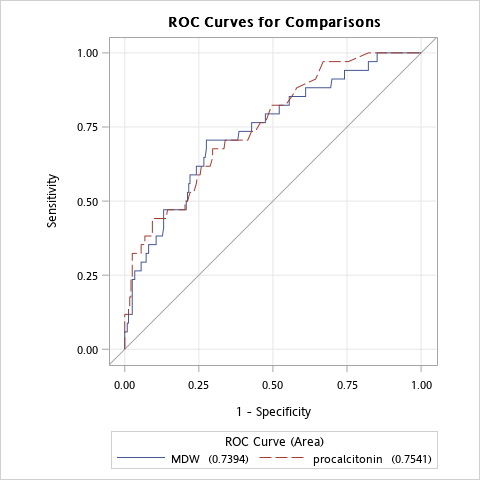 ROC Curves for Comparisons
1.00
0.75
0.50
0.25
0.00
Sensitivity
0.00 0.25 0.50 0.75 1.00
1 - Specificity
ROC Curve (Area)
MDW (0.7394) procalcitonin (0.7541)